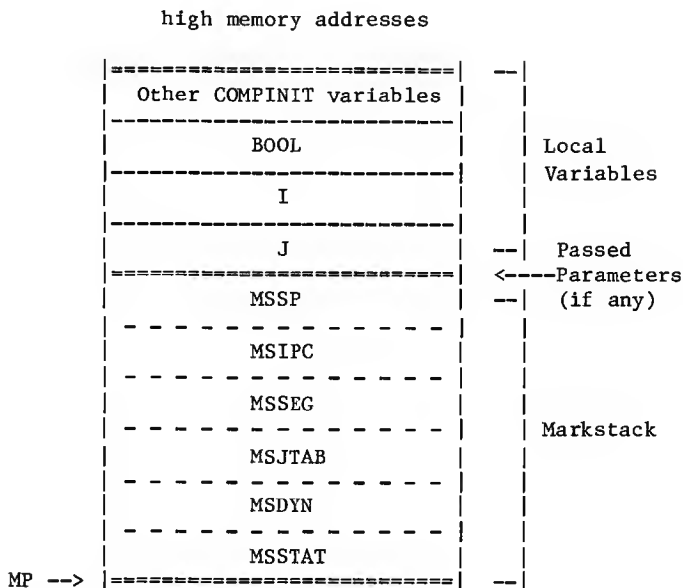 high memory addresses
|==============================| --|
| Other COMPINIT variables |
|------------------------------|
| BOOL | | Local
|------------------------------| | Variables
| I |
|------------------------------|
| J | -- Passed
|==============================| <-----Parameters
| MSSP | -- (if any)
| - - - - - - - - - - - - - |
| MSIPC |
| - - - - - - - - - - - - - |
| MSSEG |
| - - - - - - - - - - - - - | | Markstack
| MSJTAB |
| - - - - - - - - - - - - - |
| MSDYN |
| - - - - - - - - - - - - - |
| MSSTAT |
MP --> |==============================| --|